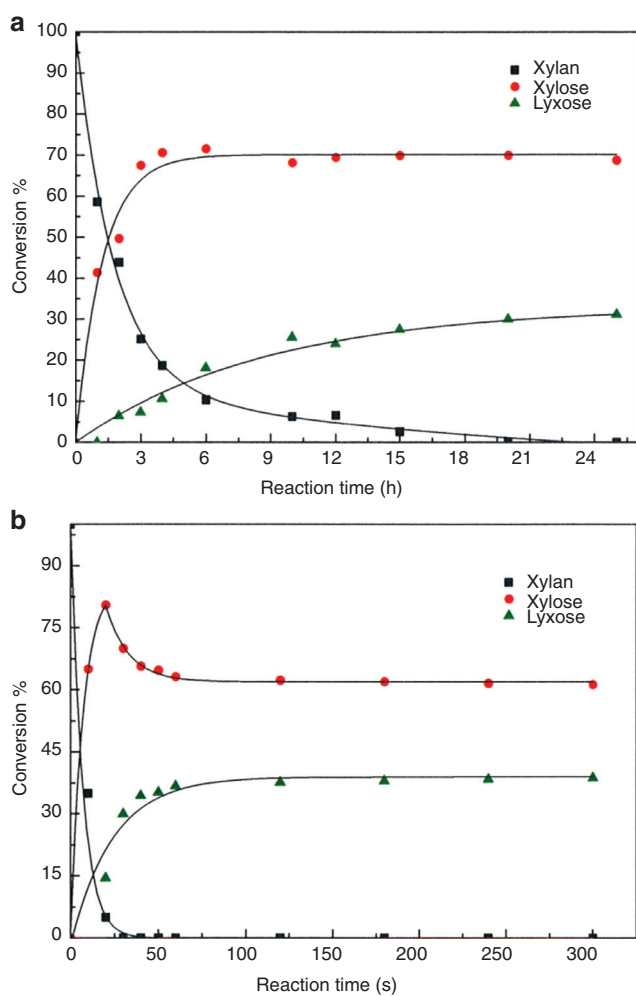 a
100
90
80
70
60
50
40
30
20
10
0
Conversion %
Xylan
Xylose
Lyxose
0 3 6 9 12 15 18 21 24
Reaction time (h)
b
90
75
60
45
30
15
0
Conversion %
Xylan
Xylose
Lyxose
0 50 100 150 200 250 300
Reaction time (s)